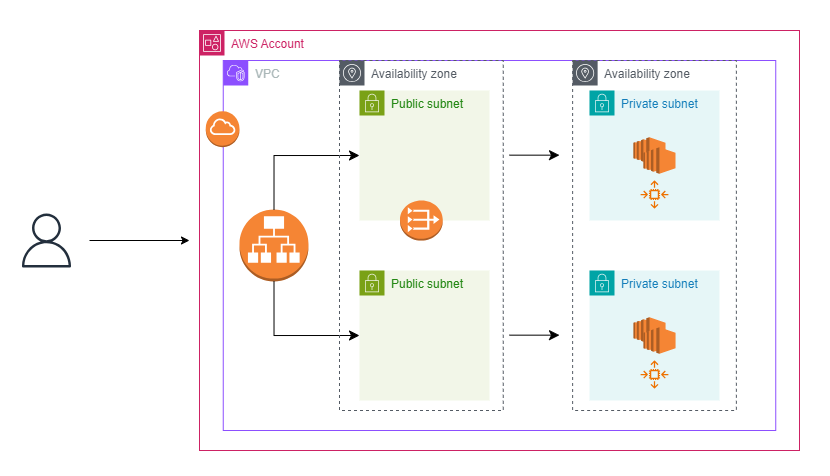 AWS Account
VPC
Availability zone
Availability zone
Public subnet
Private subnet
Public subnet
Private subnet